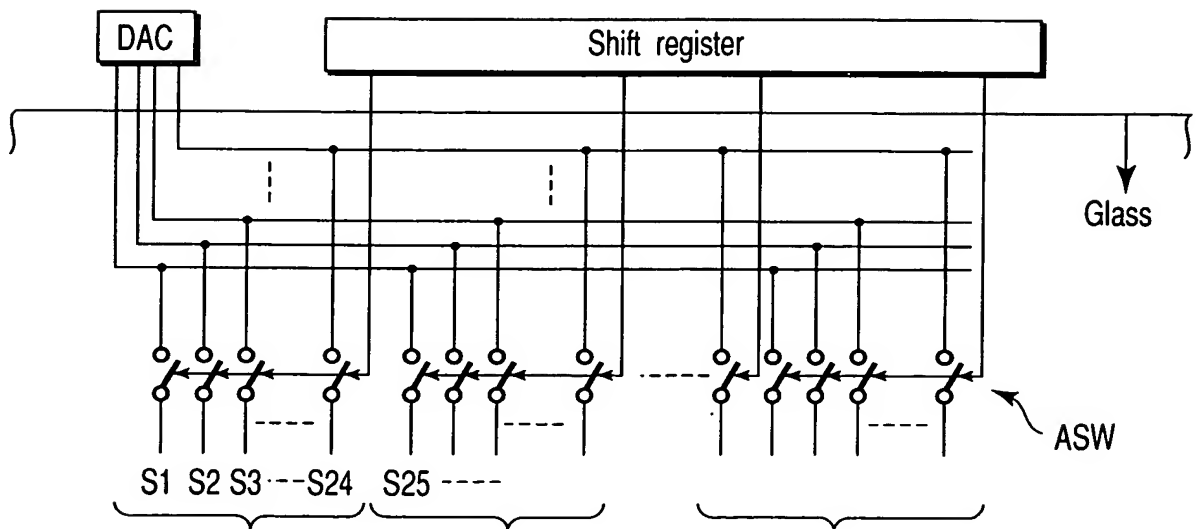 DAC
Shift register
Glass
ASW
S1 S2 S3 ----S24 S25 -----